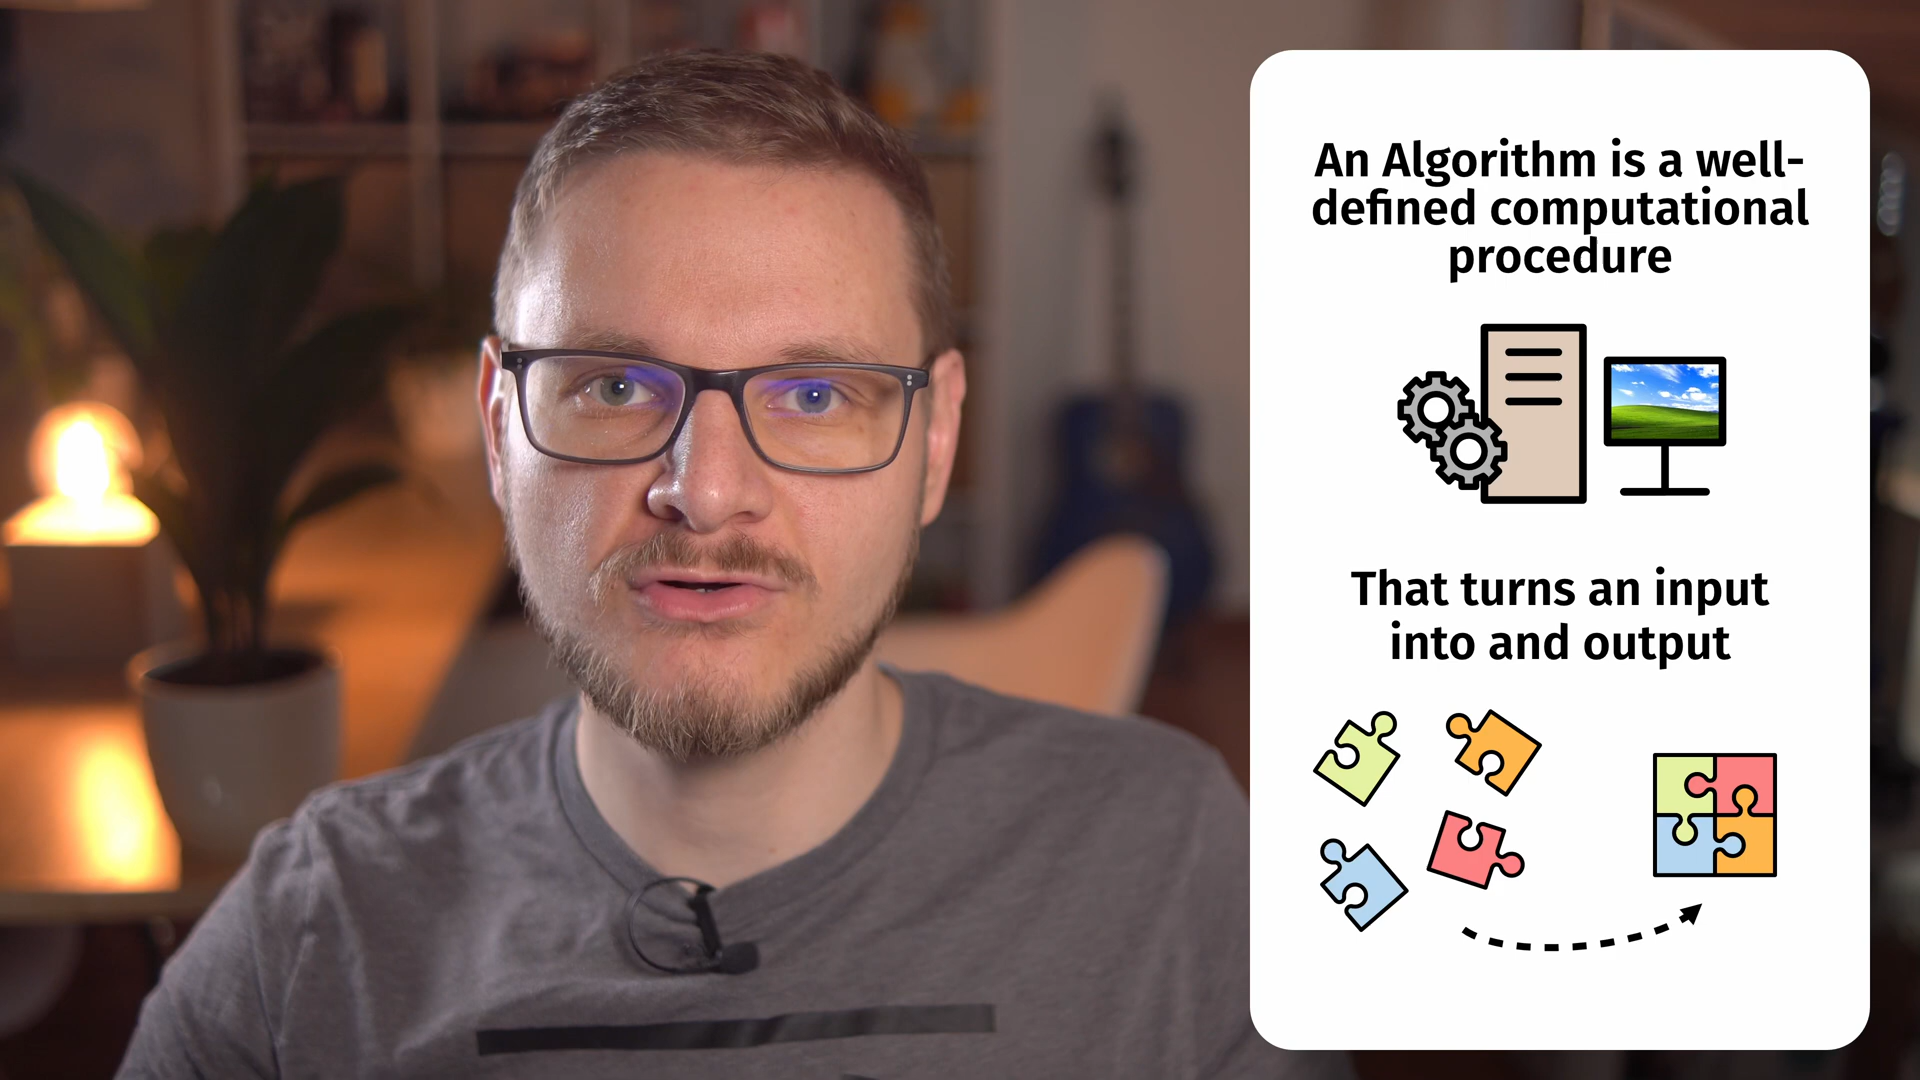 An Algorithm is a well-
defined computational
procedure
That turns an input
into and output